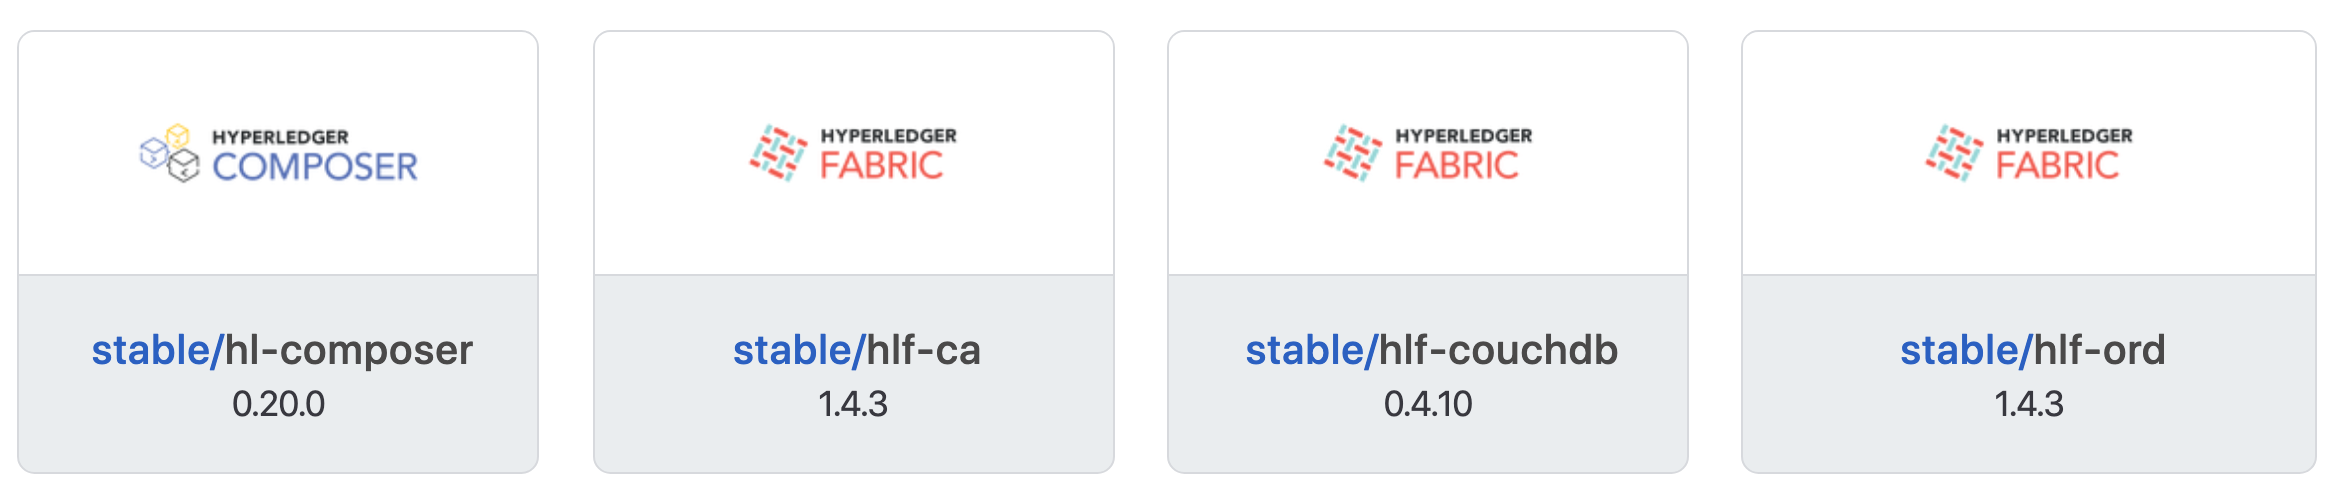 HYPERLEDGER
COMPOSER
stable/hl-composer
0.20.0
HYPERLEDGER
FABRIC
stable/hlf-ca
1.4.3
HYPERLEDGER
FABRIC
stable/hlf-couchdb
0.4.10
HYPERLEDGER
FABRIC
stable/hlf-ord
1.4.3